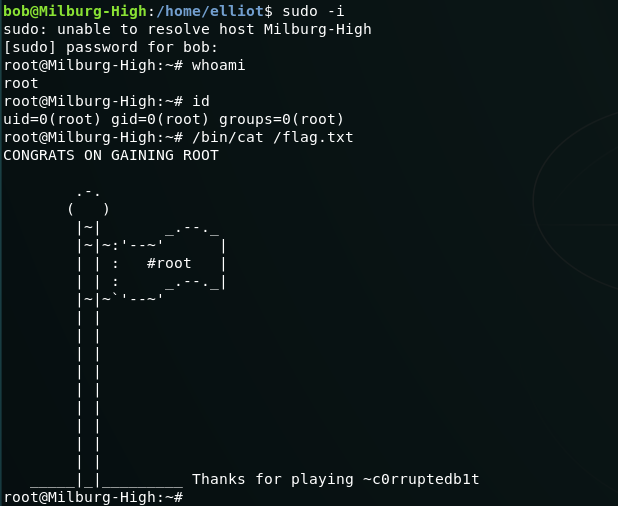 bob@Milburg-High:/home/elliot$ sudo -i
sudo: unable to resolve host Milburg-High
[sudo] password for bob:
root@Milburg-High:~# whoami
root
root@Milburg-High:~# id
uid=0(root) gid=0(root) groups=0(root)
root@Milburg-High:~# /bin/cat /flag.txt
CONGRATS ON GAINING ROOT

        .-.
       (   )
        |~|       _.--._
        |~|~:'--~'      |
        | | :   #root   |
        | | :     _.--._|
        |~|~`'--~'
        | |
        | |
        | |
        | |
        | |
        | |
        | |
        | |
        | |
   _____|_|_________ Thanks for playing ~c0rruptedb1t
root@Milburg-High:~#